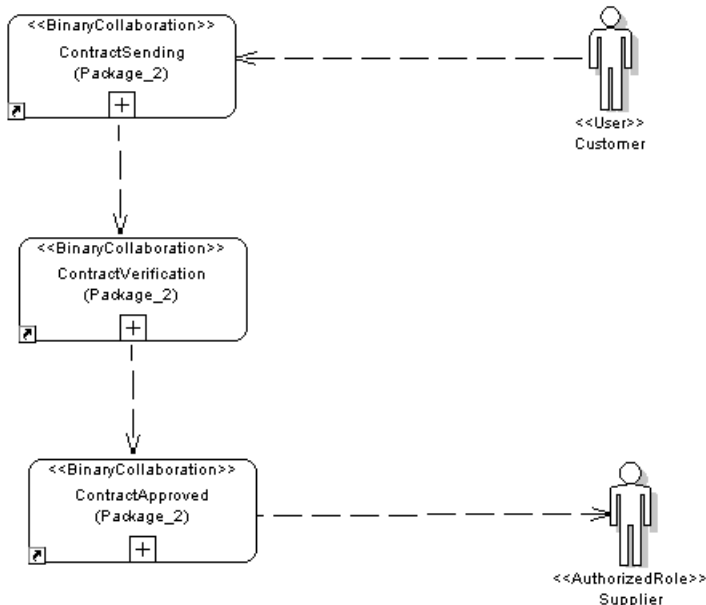 <<BinaryCollaboration>>
ContractSending
(Package_2)
<<User>>
Customer
<<BinaryCollaboration>>
ContractVerification
(Package_2)
<<BinaryCollaboration>>
ContractApproved
(Package_2)
<<AuthorizedRole>>
Supplier